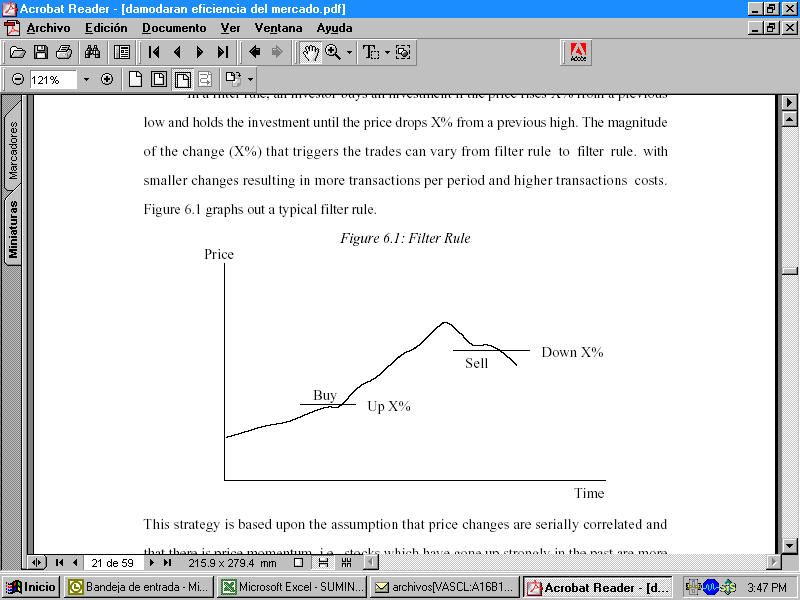 Acrobat Reader - [damodaran eficiencia del mercado.pdf]
Archivo Edición Documento Ver Ventana Ayuda
Adobe
121%
Marcadores
Miniaturas
in a filter rule, an investor buys an investment if the price rises X% from a previous
low and holds the investment until the price drops X% from a previous high. The magnitude
of the change (X%) that triggers the trades can vary from filter rule to filter rule. with
smaller changes resulting in more transactions per period and higher transactions costs.
Figure 6.1 graphs out a typical filter rule.
Figure 6.1: Filter Rule
Price
Down X%
Sell
Buy
Up X%
Time
This strategy is based upon the assumption that price changes are serially correlated and
that there is price momentum, i.e., stocks which have gone up strongly in the past are more
21 de 59
215.9 x 279.4 mm
Inicio
Bandeja de entrada - Mi...
Microsoft Excel - SUMIN...
archivos[VASCL:A16B1...
Acrobat Reader - [d...
3:47 PM